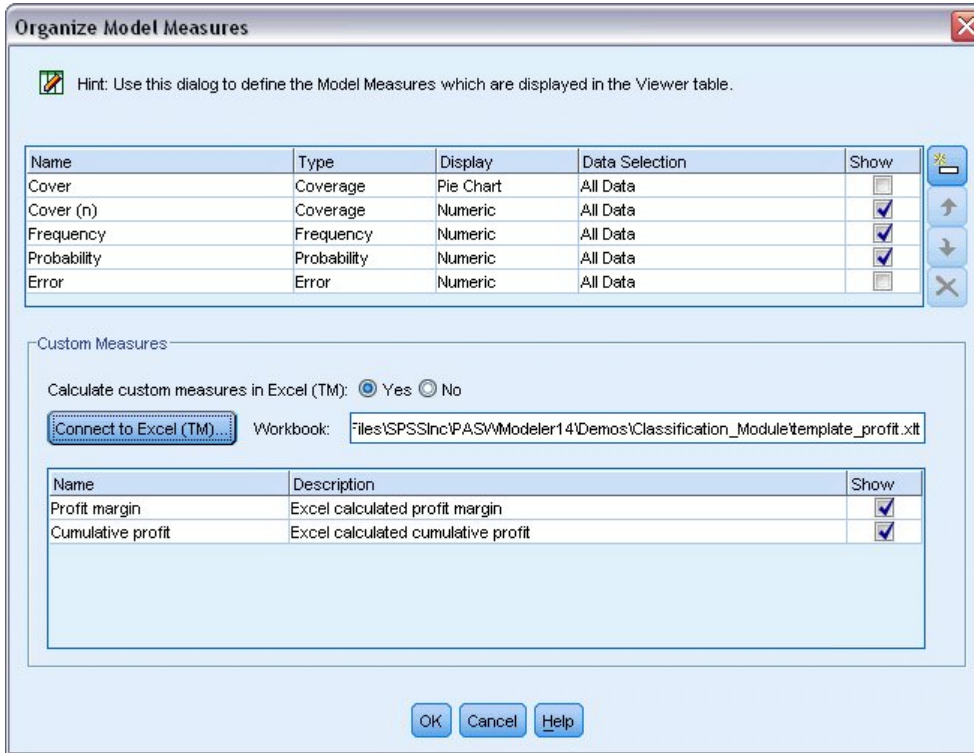 Organize Model Measures
Hint: Use this dialog to define the Model Measures which are displayed in the Viewer table.
Name Type Display Data Selection Show
Cover Coverage Pie Chart All Data
Cover (n) Coverage Numeric All Data
Frequency Frequency Numeric All Data
Probability Probability Numeric All Data
Error Error Numeric All Data
Custom Measures
Calculate custom measures in Excel (TM): Yes No
Connect to Excel (TM)... Workbook: Files\SPSSInc\PASWModeler14\Demos\Classification_Module\template_profit.xlt
Name Description Show
Profit margin Excel calculated profit margin
Cumulative profit Excel calculated cumulative profit
OK Cancel Help